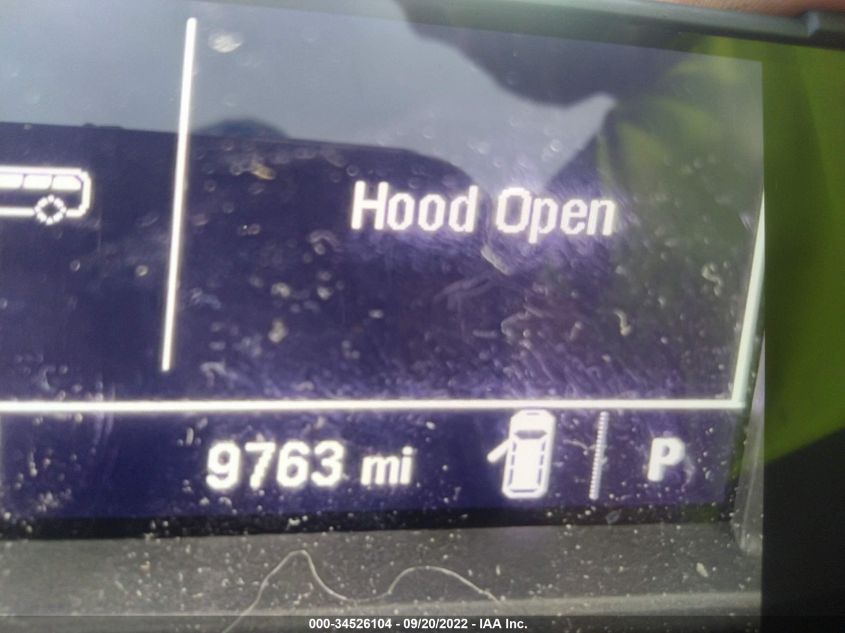 Hood Open
9763 mi
P
000-34526104 - 09/20/2022 - IAA Inc.